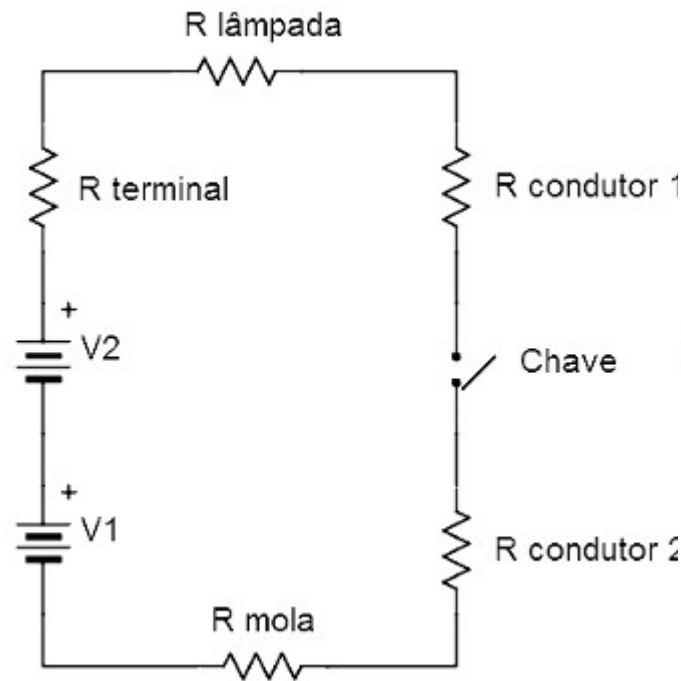 R lâmpada
R terminal
R condutor 1
+
V2
Chave
+
V1
R condutor 2
R mola